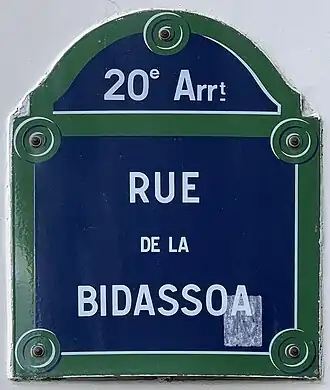 20e Arrt
RUE
DE LA
BIDASSOA